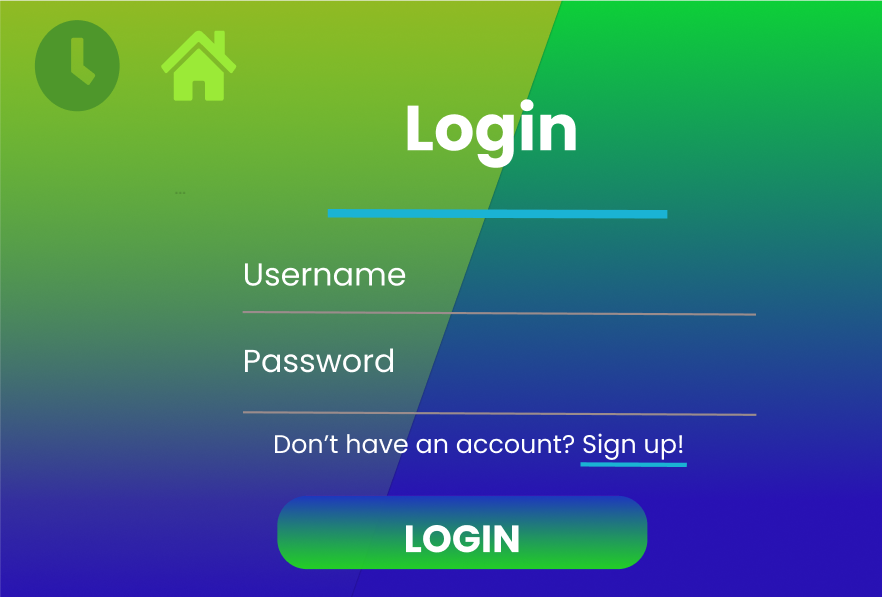 Login
Username
Password
Don’t have an account? Sign up!
LOGIN